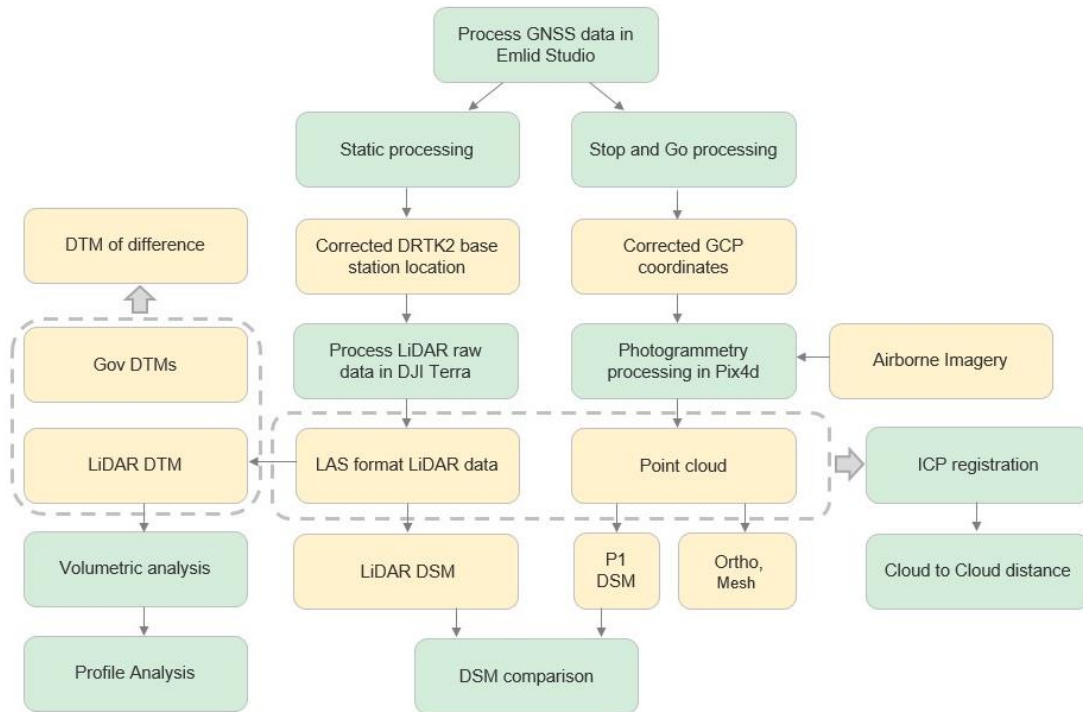 Process GNSS data in
Emlid Studio
Static processing
Stop and Go processing
DTM of difference
Corrected DRTK2 base
station location
Corrected GCP
coordinates
Gov DTMs
Process LiDAR raw
data in DJI Terra
Photogrammetry
processing in Pix4d
Airborne Imagery
LiDAR DTM
LAS format LiDAR data
Point cloud
ICP registration
Volumetric analysis
LiDAR DSM
P1
DSM
Ortho,
Mesh
Cloud to Cloud distance
Profile Analysis
DSM comparison